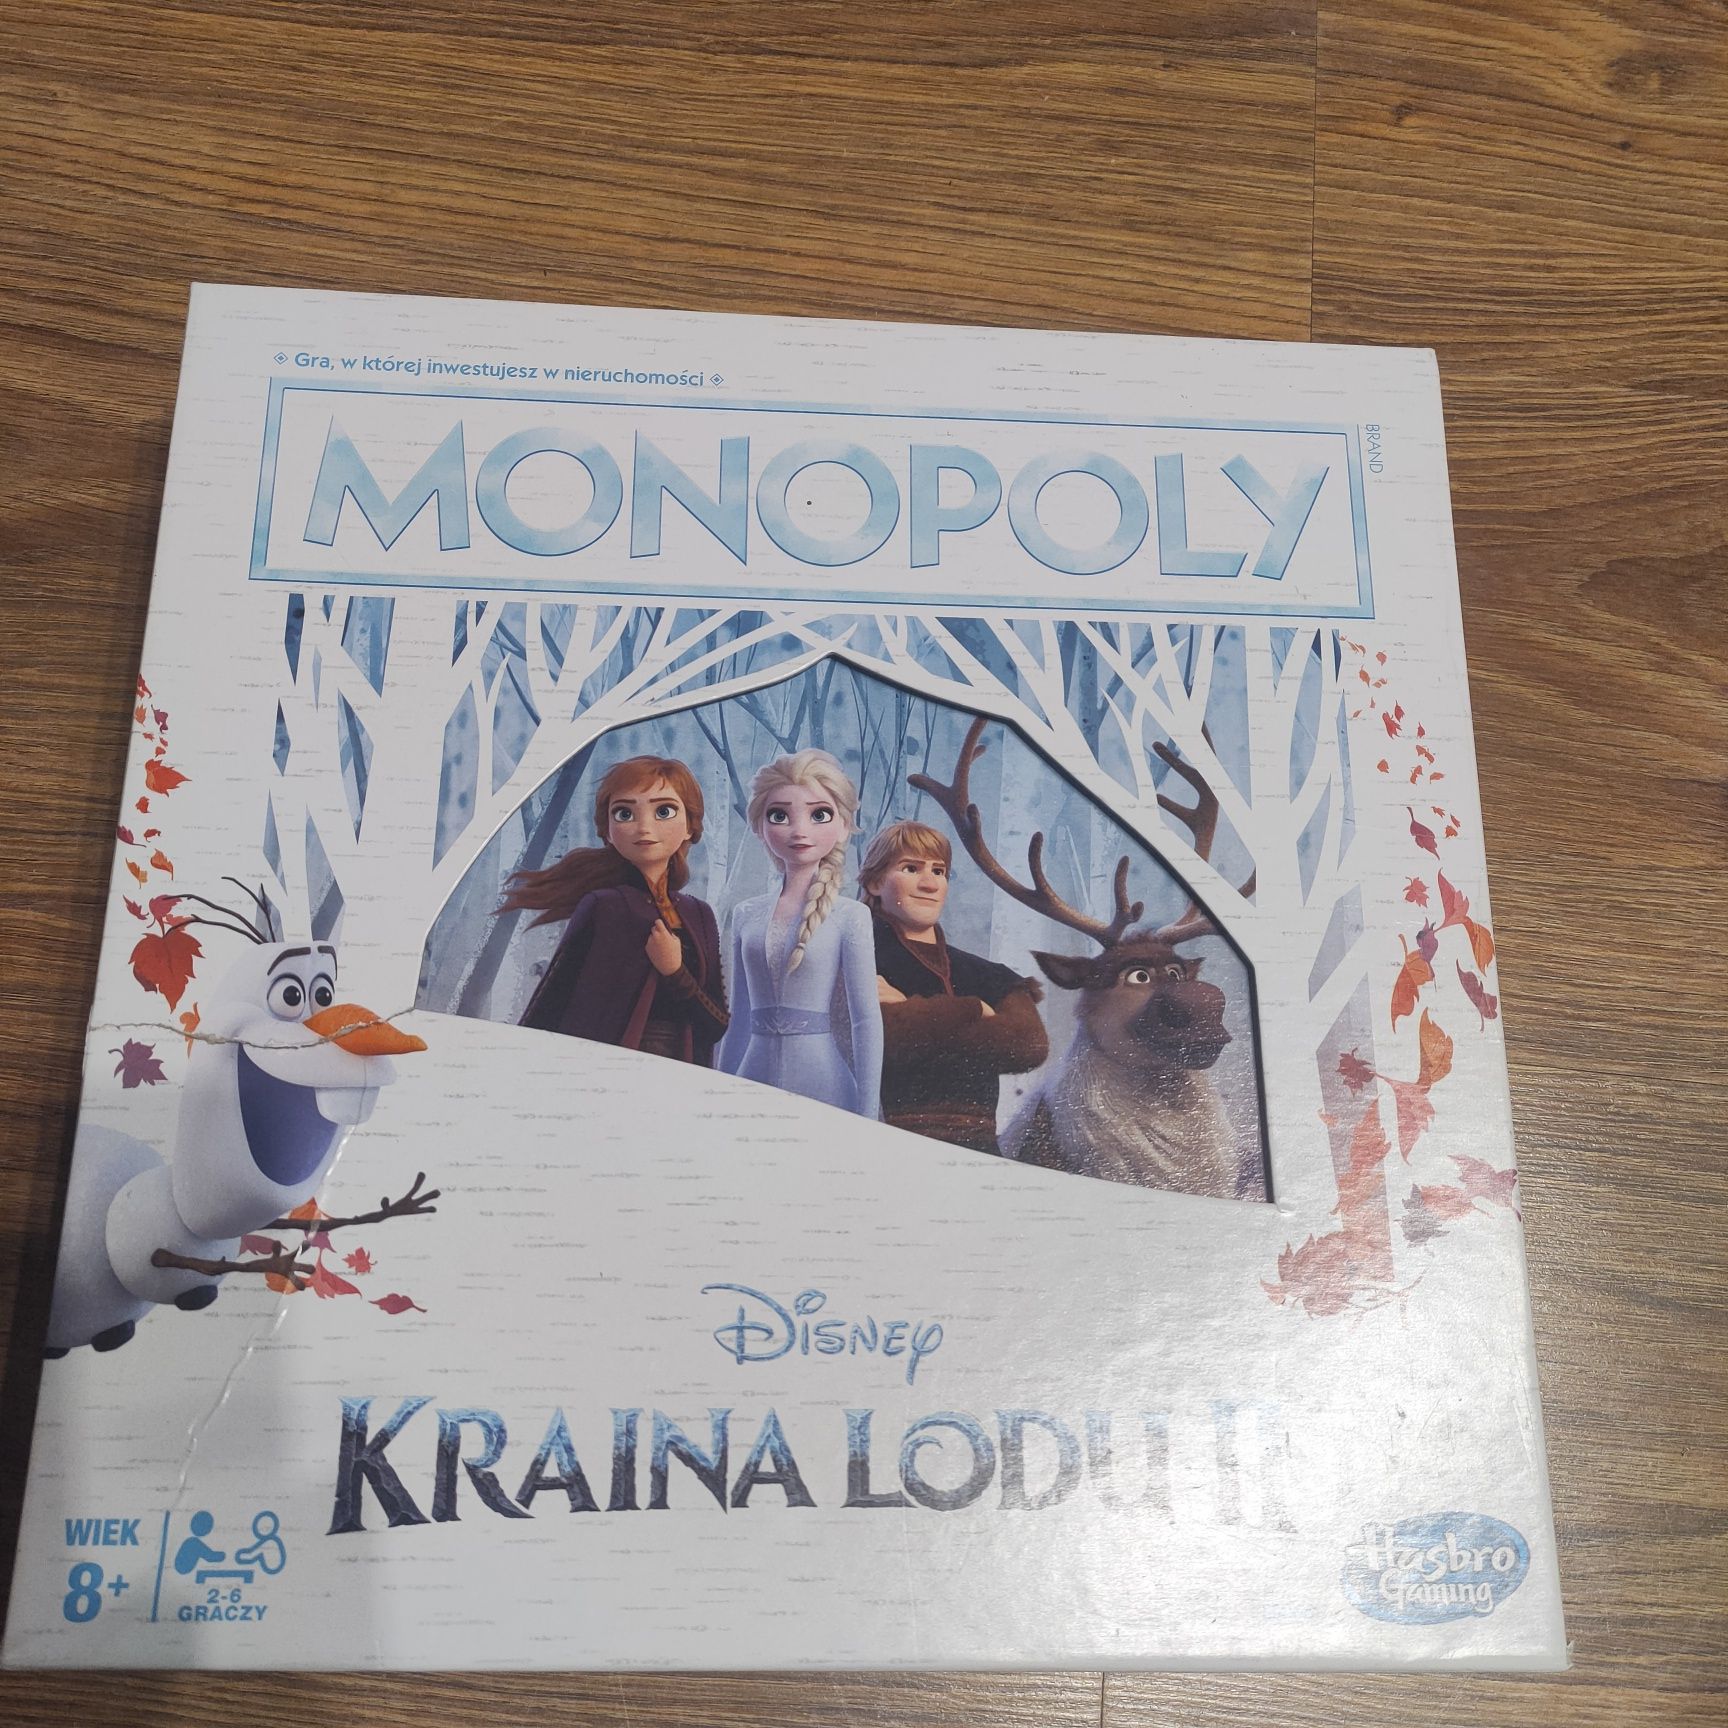 Gra, w której inwestujesz w nieruchomości
MONOPOLY
BRAND
DISNEY
KRAINA LODU II
WIEK
8+
2-6
GRACZY
Hasbro
Gaming